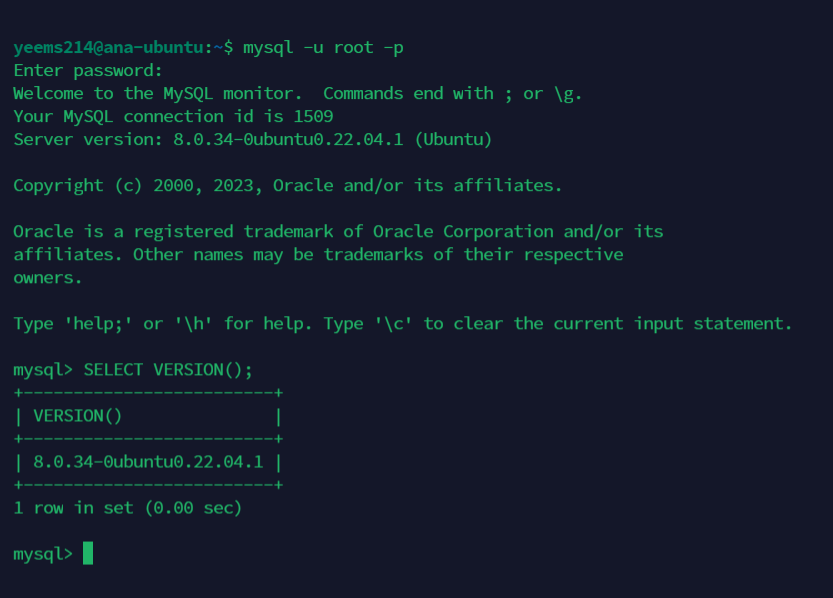 yeems214@ana-ubuntu:~$ mysql -u root -p
Enter password:
Welcome to the MySQL monitor.  Commands end with ; or \g.
Your MySQL connection id is 1509
Server version: 8.0.34-0ubuntu0.22.04.1 (Ubuntu)
Copyright (c) 2000, 2023, Oracle and/or its affiliates.
Oracle is a registered trademark of Oracle Corporation and/or its
affiliates. Other names may be trademarks of their respective
owners.
Type 'help;' or '\h' for help. Type '\c' to clear the current input statement.
mysql> SELECT VERSION();
+-------------------------+
| VERSION()               |
+-------------------------+
| 8.0.34-0ubuntu0.22.04.1 |
+-------------------------+
1 row in set (0.00 sec)
mysql>